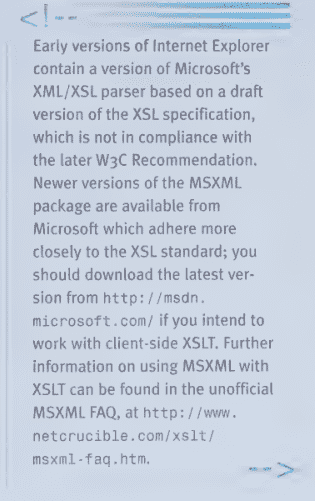 <!--
Early versions of Internet Explorer
contain a version of Microsoft's
XML/XSL parser based on a draft
version of the XSL specification,
which is not in compliance with
the later W3C Recommendation.
Newer versions of the MSXML
package are available from
Microsoft which adhere more
closely to the XSL standard; you
should download the latest ver-
sion from http://msdn.
microsoft.com/ if you intend to
work with client-side XSLT. Further
information on using MSXML with
XSLT can be found in the unofficial
MSXML FAQ, at http://www.
netcrucible.com/xslt/
msxml-faq.htm.
-->